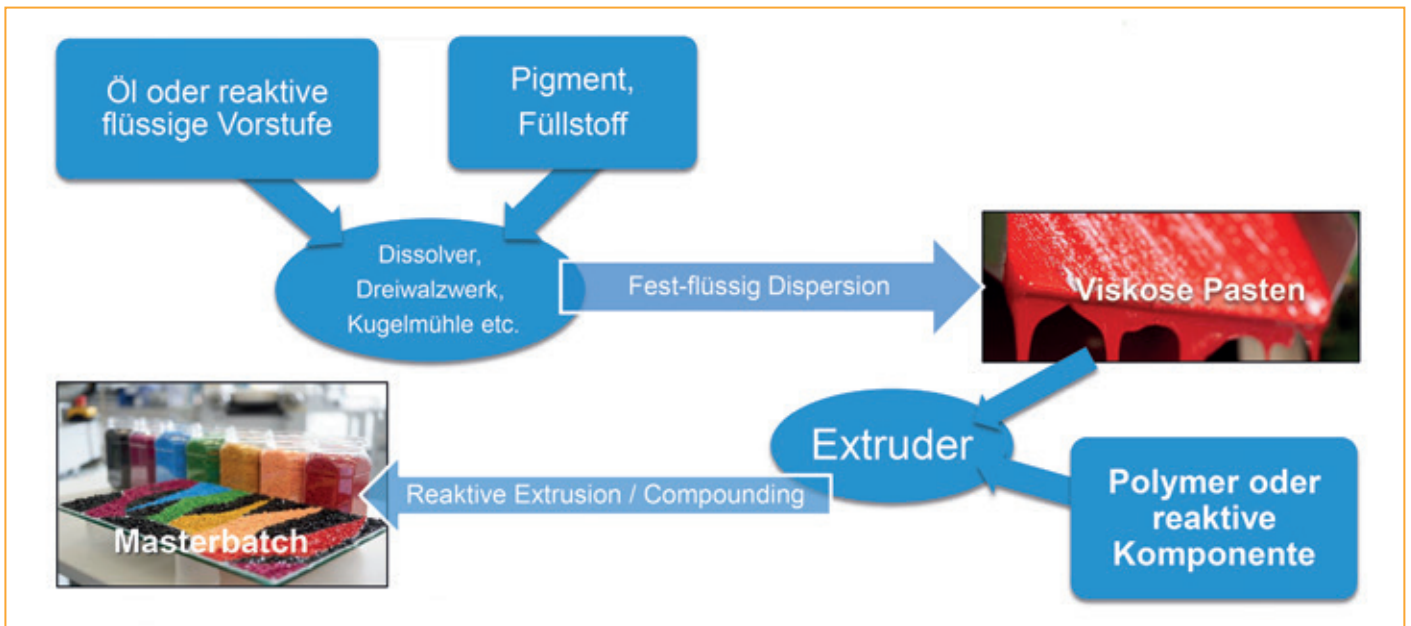 Öl oder reaktive
flüssige Vorstufe
Pigment,
Füllstoff
Dissolver,
Dreiwalzwerk,
Kugelmühle etc.
Fest-flüssig Dispersion
Viskose Pasten
Extruder
Polymer oder
reaktive
Komponente
Reaktive Extrusion / Compounding
Masterbatch